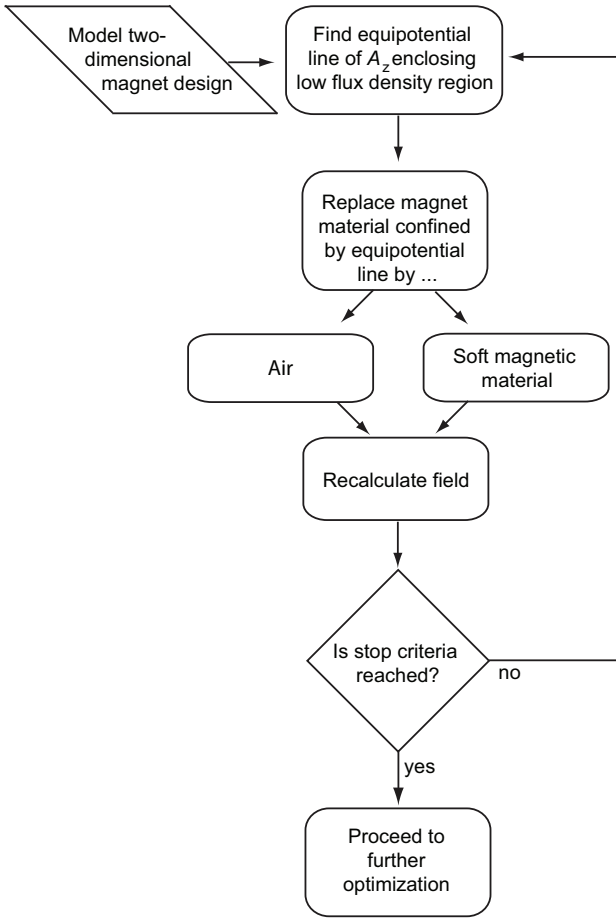 Model two-
dimensional
magnet design
Find equipotential
line of Az enclosing
low flux density region
Replace magnet
material confined
by equipotential
line by ...
Air
Soft magnetic
material
Recalculate field
Is stop criteria
reached?
no
yes
Proceed to
further
optimization